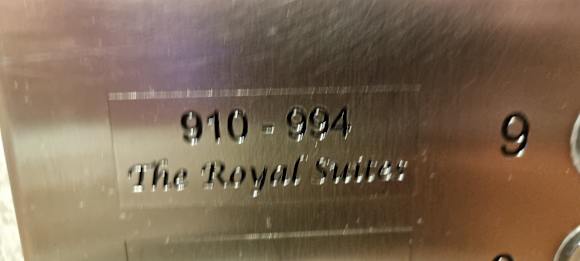 910 - 994 9
The Royal Suites